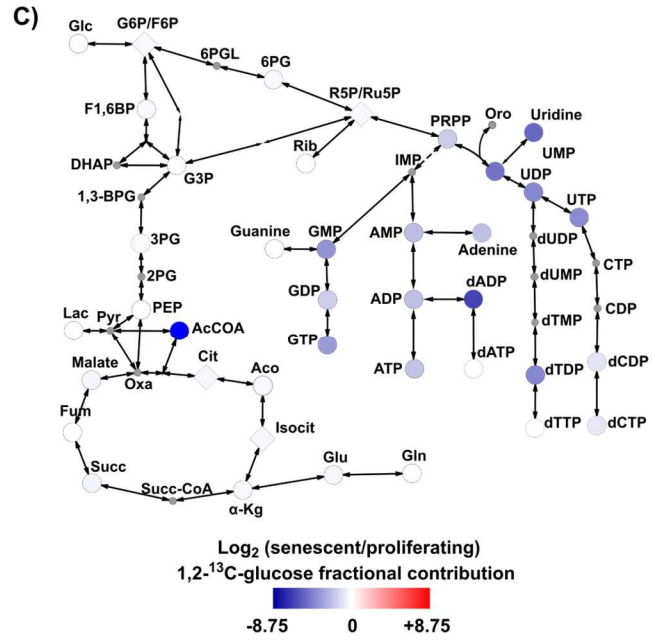 C)
Glc
G6P/F6P
6PGL
6PG
F1,6BP
R5P/Ru5P
Oro
Uridine
PRPP
UMP
DHAP
G3P
Rib
IMP
UDP
1,3-BPG
UTP
3PG
Guanine
GMP
AMP
Adenine
dUDP
2PG
CTP
dUMP
PEP
GDP
ADP
dADP
CDP
Lac
Pyr
AcCOA
dTMP
GTP
dATP
Malate
Oxa
Cit
Aco
ATP
dTDP
dCDP
Fum
Isocit
dTTP
dCTP
Succ
Succ-CoA
α-Kg
Glu
Gln
Log₂ (senescent/proliferating)
1,2-¹³C-glucose fractional contribution
-8.75 0 +8.75